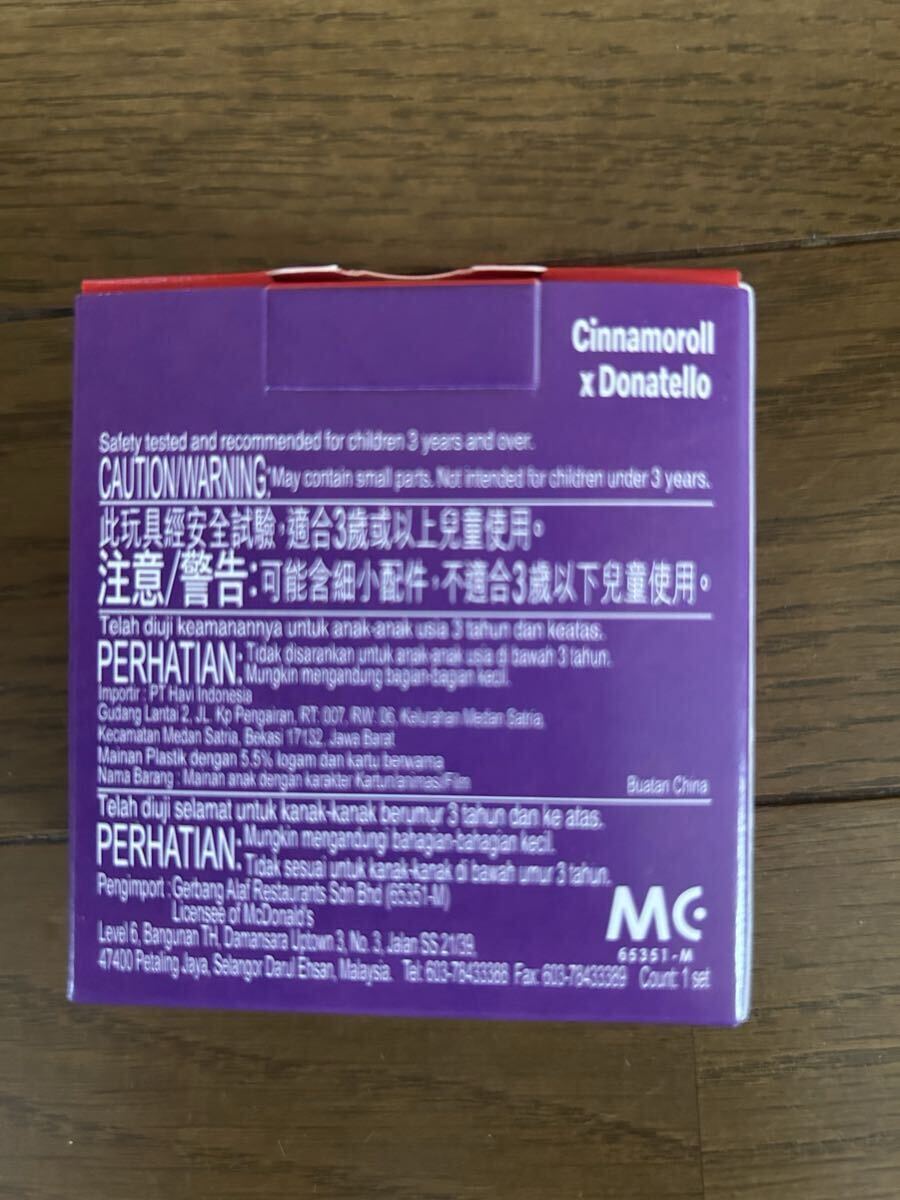 Cinnamoroll
x Donatello
Safety tested and recommended for children 3 years and over.
CAUTION/WARNING: May contain small parts. Not intended for children under 3 years.
此玩具經安全試驗，適合3歲或以上兒童使用。
注意/警告：可能含細小配件，不適合3歲以下兒童使用。
Telah diuji keamanannya untuk anak-anak usia 3 tahun dan keatas.
PERHATIAN: Tidak disarankan untuk anak-anak usia di bawah 3 tahun.
Mungkin mengandung bagian-bagian kecil.
Importir : PT Havi Indonesia
Gudang Lantai 2, JL. Kp Pengairan, RT. 007, RW. 06, Kelurahan Medan Satria,
Kecamatan Medan Satria, Bekasi 17132, Jawa Barat
Mainan Plastik dengan 5.5% logam dan kartu berwarna
Nama Barang : Mainan anak dengan karakter Kartun/animasi/Film
Buatan China
Telah diuji selamat untuk kanak-kanak berumur 3 tahun dan ke atas.
PERHATIAN: Mungkin mengandungi bahagian-bahagian kecil.
Tidak sesuai untuk kanak-kanak di bawah umur 3 tahun.
Pengimport : Gerbang Alaf Restaurants Sdn Bhd (65351-M)
Licensee of McDonald's
Level 6, Bangunan TH, Damansara Uptown 3, No. 3, Jalan SS 21/39,
47400 Petaling Jaya, Selangor Darul Ehsan, Malaysia. Tel: 603-78433388 Fax: 603-78433389
MC
65351-M
Count: 1 set